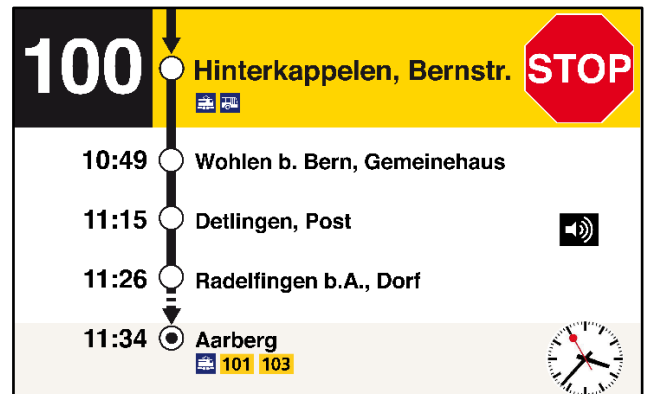 100
Hinterkappelen, Bernstr.
STOP
10:49 Wohlen b. Bern, Gemeinehaus
11:15 Detlingen, Post
11:26 Radelfingen b.A., Dorf
11:34 Aarberg
101 103